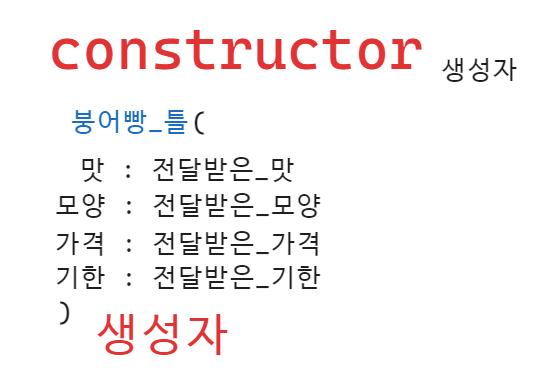 constructor 생성자
붕어빵_틀(
맛 : 전달받은_맛
모양 : 전달받은_모양
가격 : 전달받은_가격
기한 : 전달받은_기한
)
생성자